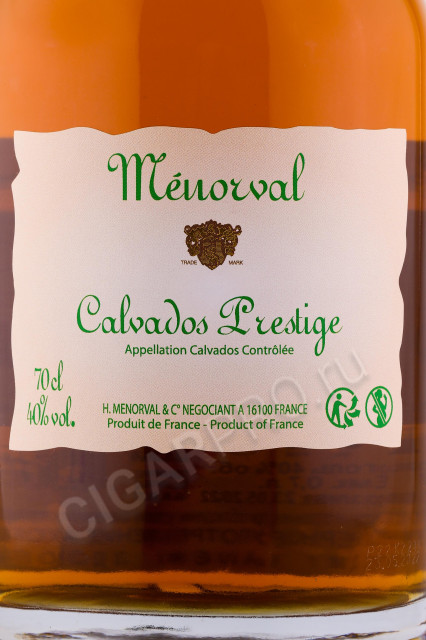 Ménorval
TRADE MARK
Calvados Prestige
Appellation Calvados Contrôlée
70 cl
40% vol.
H. MENORVAL & C° NEGOCIANT A 16100 FRANCE
Produit de France - Product of France
CIGARPRO.ru